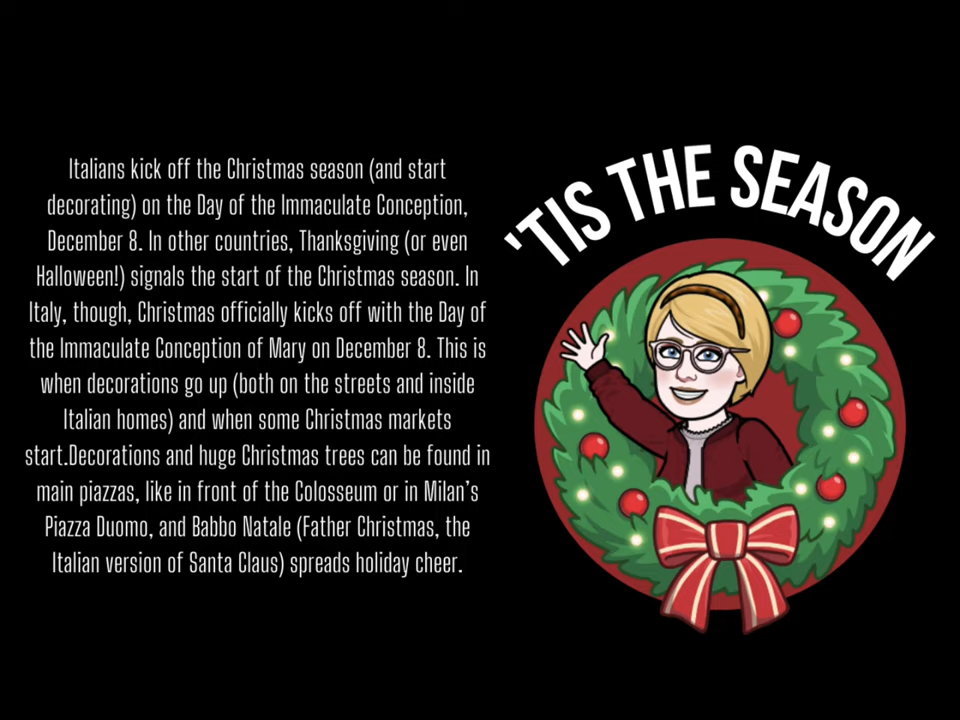 Italians kick off the Christmas season (and start
decorating) on the Day of the Immaculate Conception,
December 8. In other countries, Thanksgiving (or even
Halloween!) signals the start of the Christmas season. In
Italy, though, Christmas officially kicks off with the Day of
the Immaculate Conception of Mary on December 8. This is
when decorations go up (both on the streets and inside
Italian homes) and when some Christmas markets
start.Decorations and huge Christmas trees can be found in
main piazzas, like in front of the Colosseum or in Milan's
Piazza Duomo, and Babbo Natale (Father Christmas, the
Italian version of Santa Claus) spreads holiday cheer.
'TIS THE SEASON